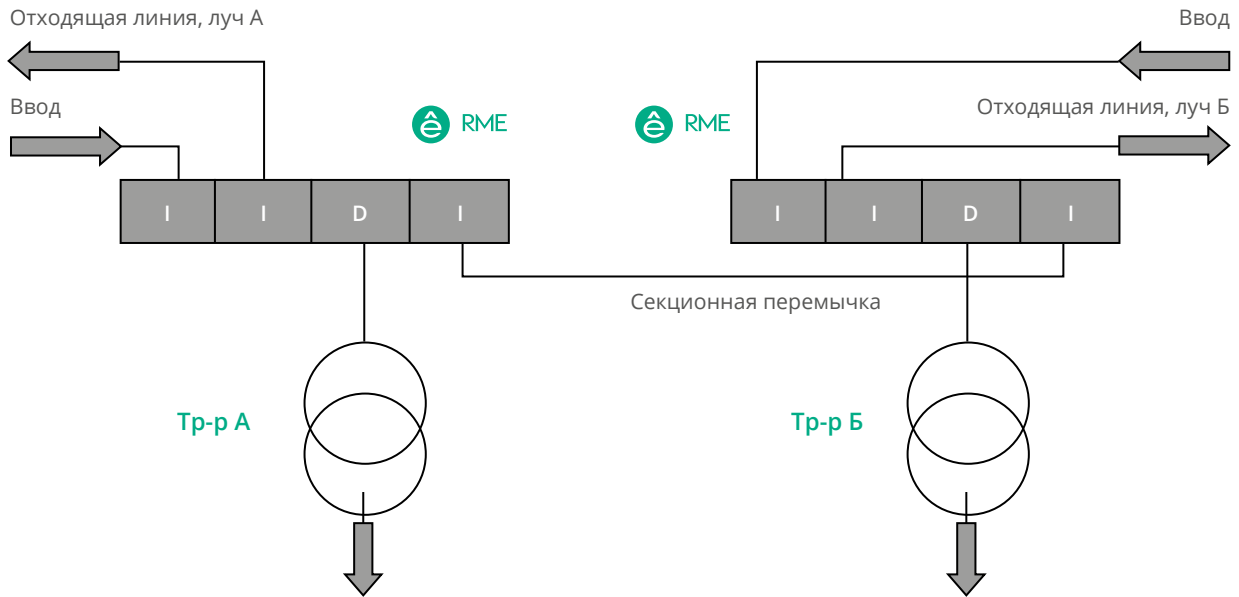 Отходящая линия, луч А
Ввод
Ввод
Отходящая линия, луч Б
ê RME
ê RME
I I D I
I I D I
Секционная перемычка
Тр-р А
Тр-р Б